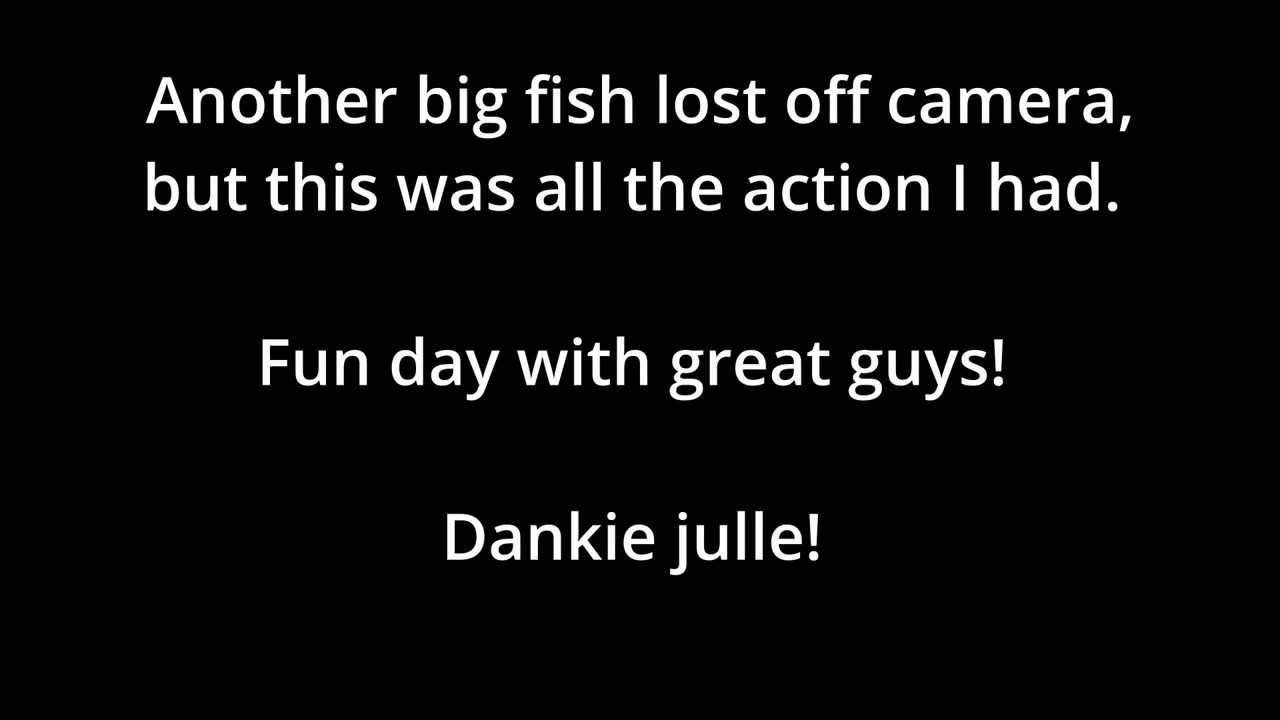 Another big fish lost off camera,
but this was all the action I had.
Fun day with great guys!
Dankie julle!